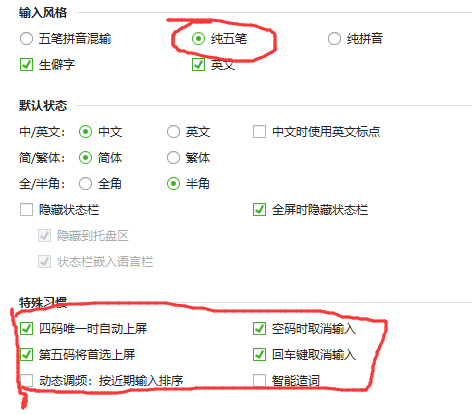 输入风格
五笔拼音混输 纯五笔 纯拼音
生僻字 英文
默认状态
中/英文： 中文 英文 中文时使用英文标点
简/繁体： 简体 繁体
全/半角： 全角 半角
隐藏状态栏 全屏时隐藏状态栏
隐藏到托盘区
状态栏嵌入语言栏
特殊习惯
四码唯一时自动上屏 空码时取消输入
第五码将首选上屏 回车键取消输入
动态调频：按近期输入排序 智能造词